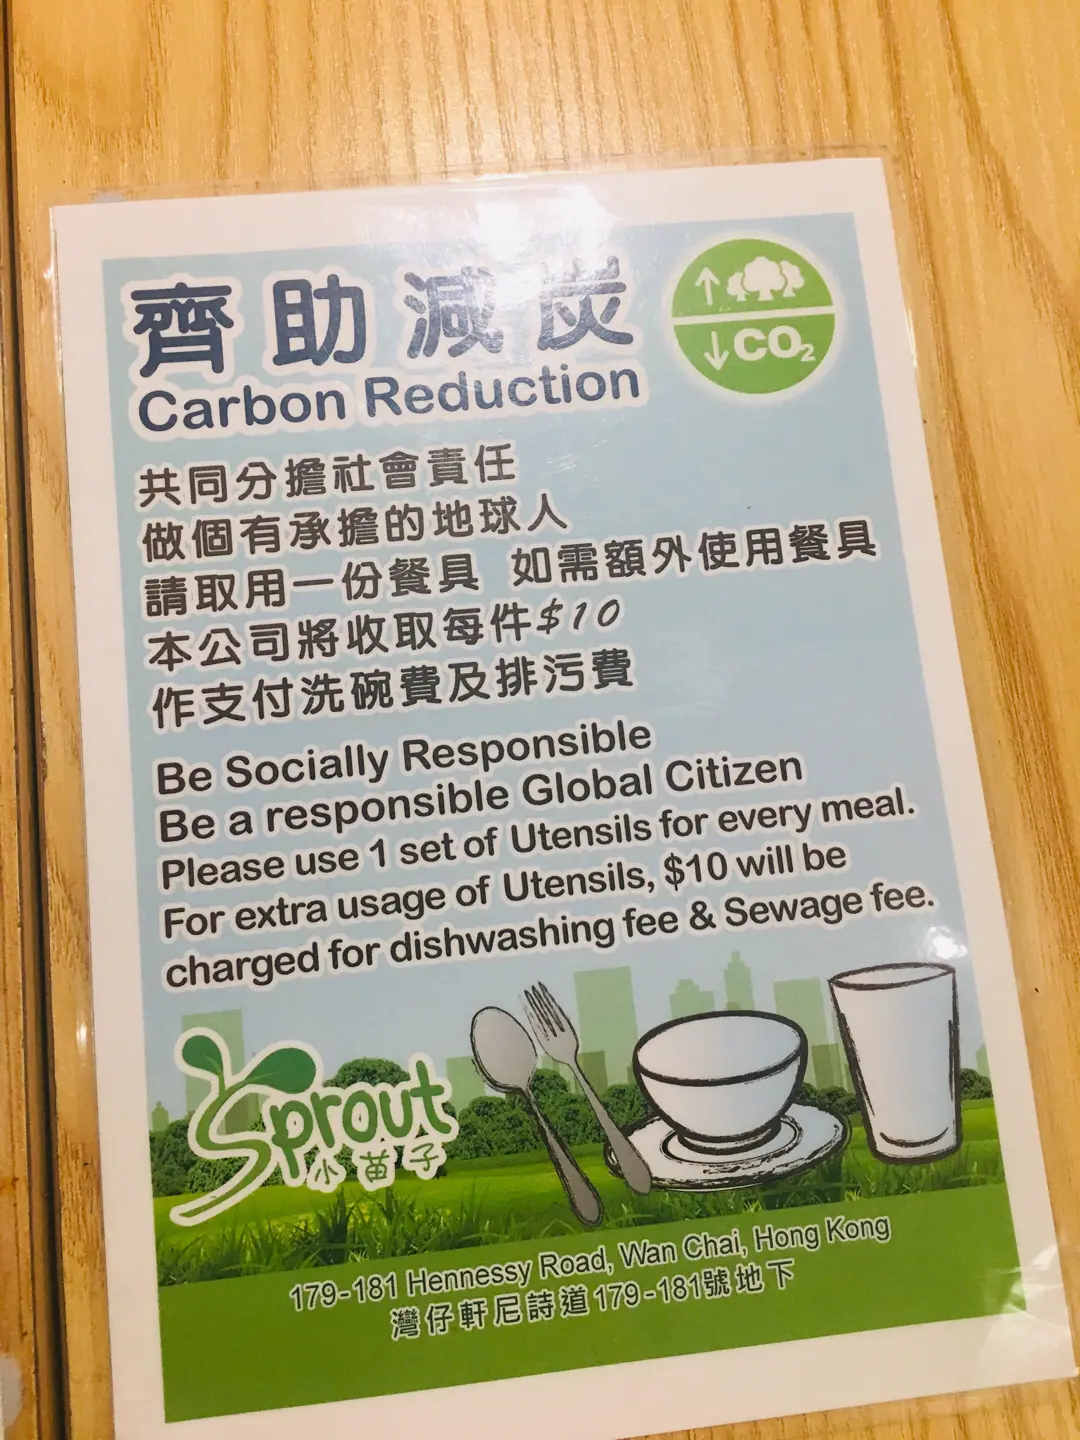 齊助減炭
Carbon Reduction
↑
↓CO₂
共同分擔社會責任
做個有承擔的地球人
請取用一份餐具 如需額外使用餐具
本公司將收取每件$10
作支付洗碗費及排污費
Be Socially Responsible
Be a responsible Global Citizen
Please use 1 set of Utensils for every meal.
For extra usage of Utensils, $10 will be
charged for dishwashing fee & Sewage fee.
Sprout
小苗子
179-181 Hennessy Road, Wan Chai, Hong Kong
灣仔軒尼詩道179-181號地下